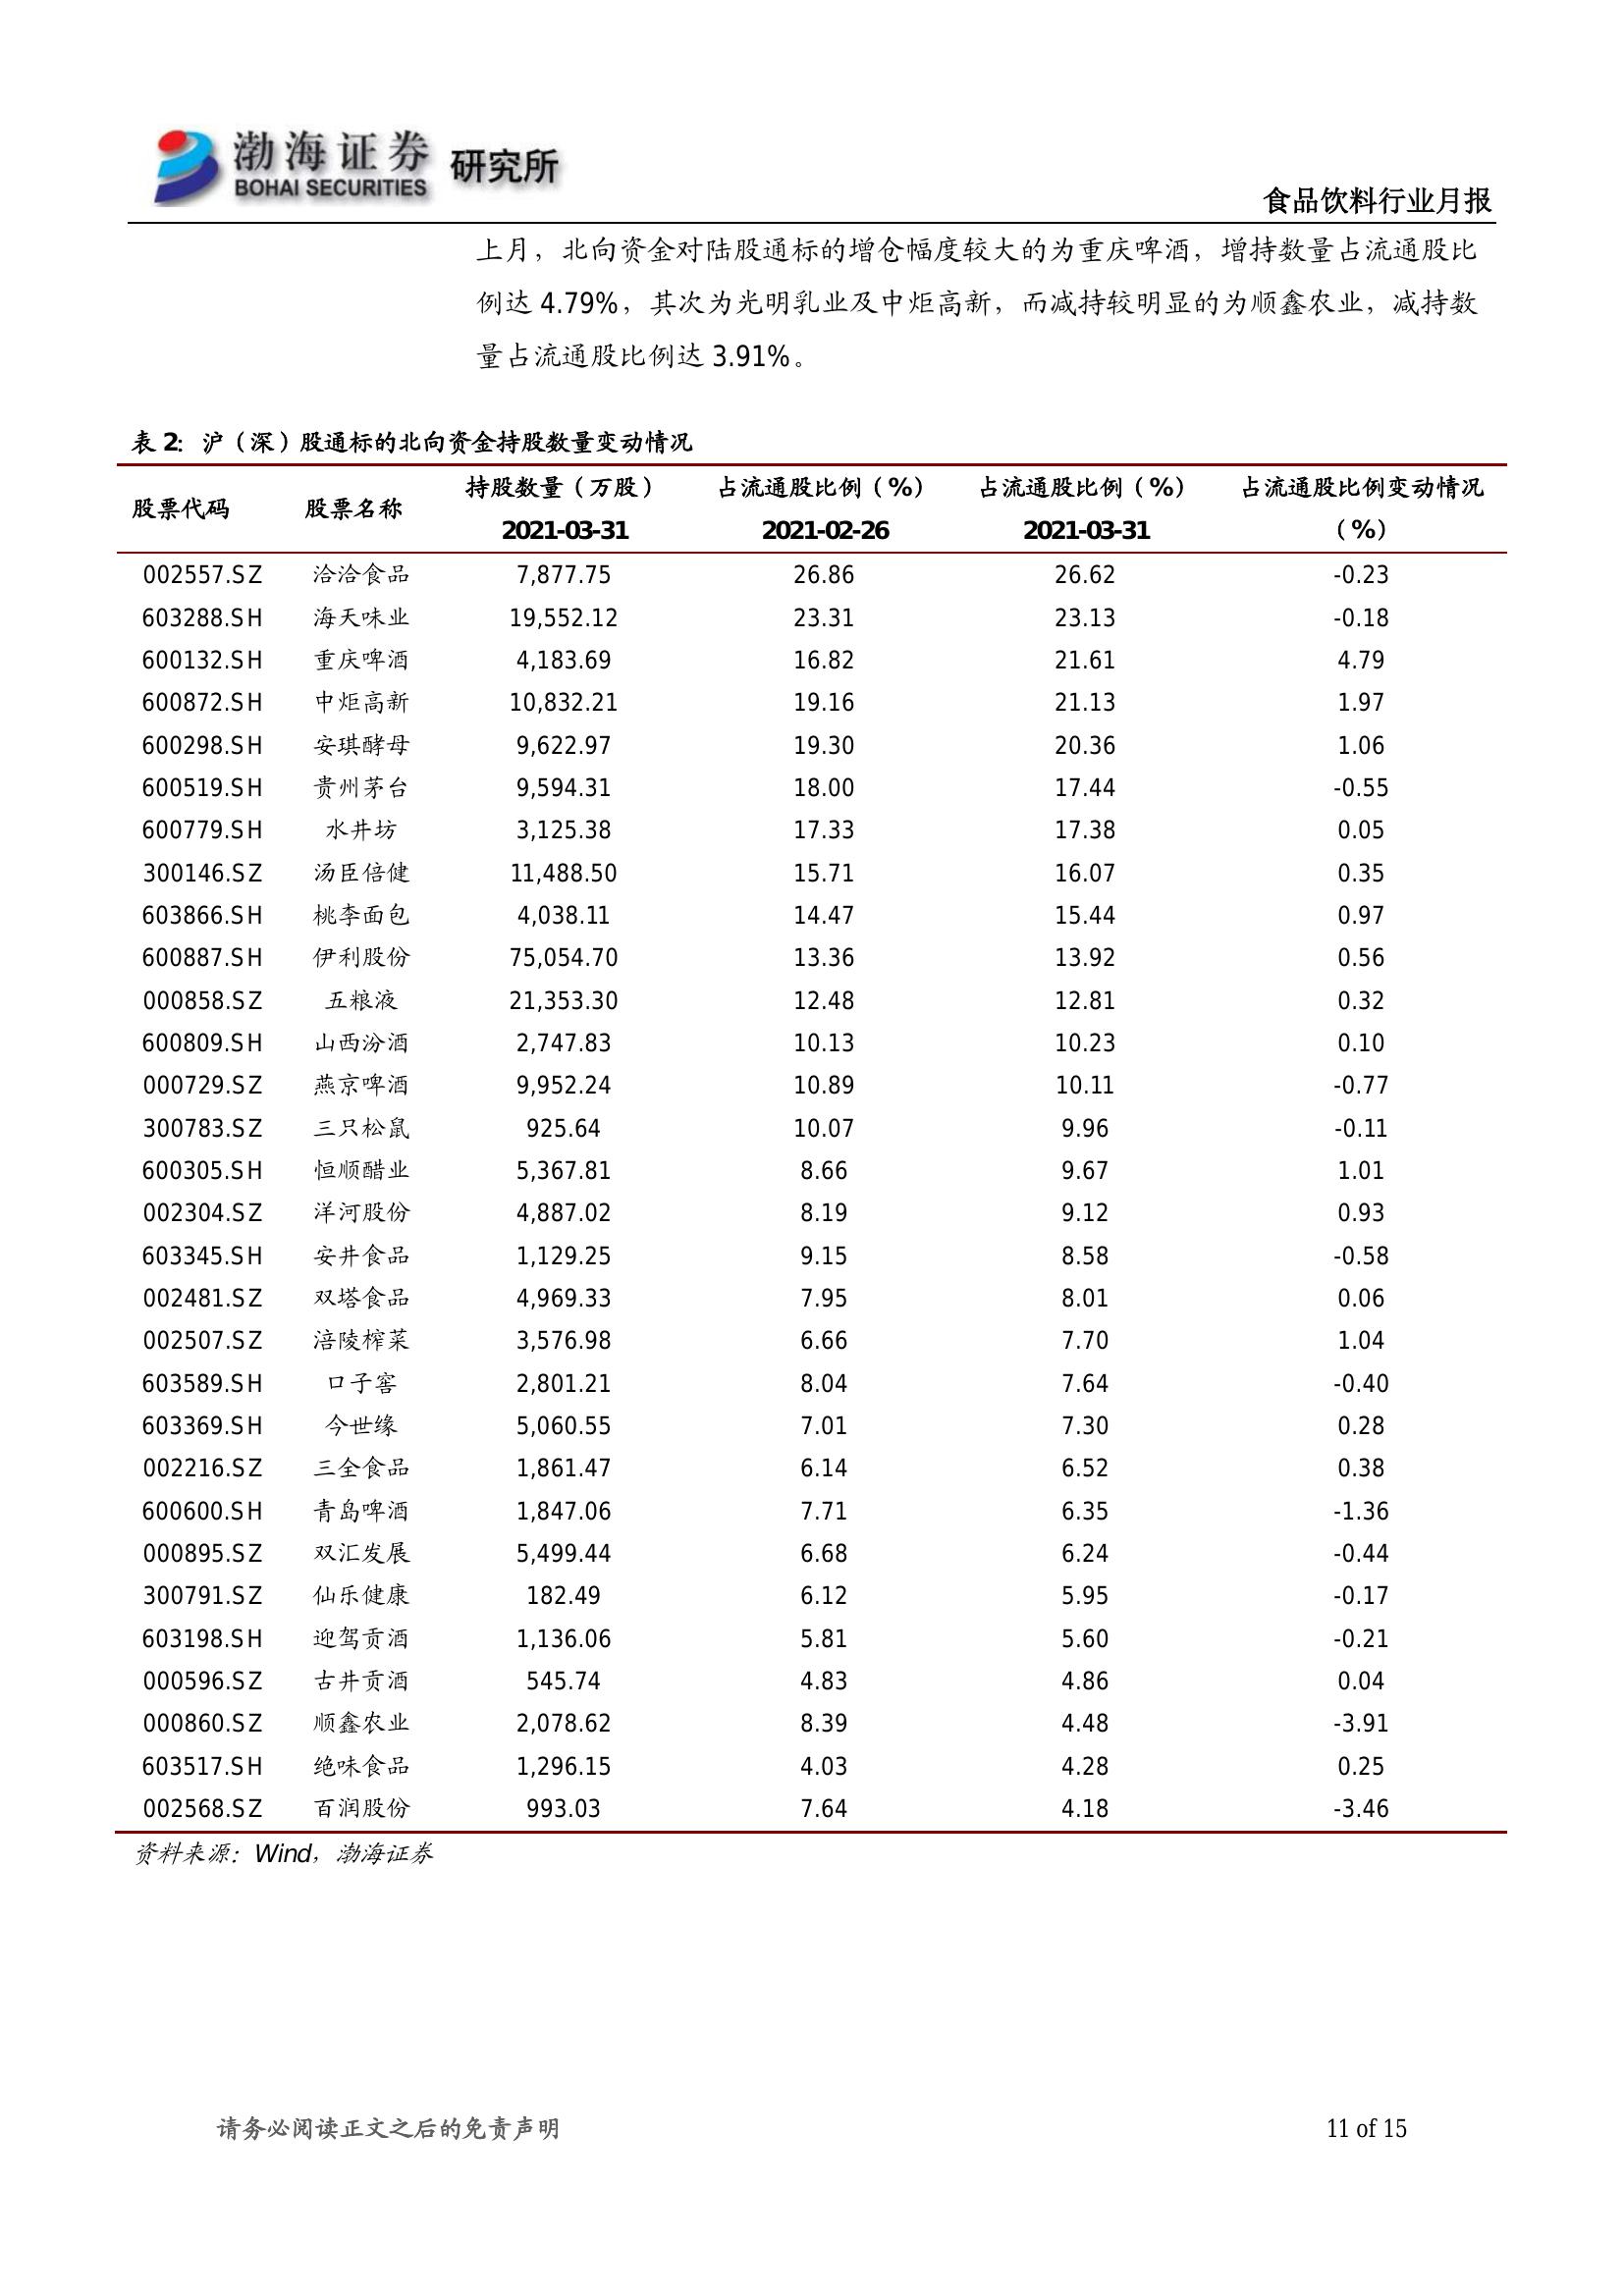 渤海证券 研究所
BOHAI SECURITIES
食品饮料行业月报
上月，北向资金对陆股通标的增仓幅度较大的为重庆啤酒，增持数量占流通股比
例达 4.79%，其次为光明乳业及中炬高新，而减持较明显的为顺鑫农业，减持数
量占流通股比例达 3.91%。
表 2：沪（深）股通标的北向资金持股数量变动情况
股票代码 股票名称 持股数量（万股） 占流通股比例（%） 占流通股比例（%） 占流通股比例变动情况
2021-03-31 2021-02-26 2021-03-31 （%）
002557.SZ 洽洽食品 7,877.75 26.86 26.62 -0.23
603288.SH 海天味业 19,552.12 23.31 23.13 -0.18
600132.SH 重庆啤酒 4,183.69 16.82 21.61 4.79
600872.SH 中炬高新 10,832.21 19.16 21.13 1.97
600298.SH 安琪酵母 9,622.97 19.30 20.36 1.06
600519.SH 贵州茅台 9,594.31 18.00 17.44 -0.55
600779.SH 水井坊 3,125.38 17.33 17.38 0.05
300146.SZ 汤臣倍健 11,488.50 15.71 16.07 0.35
603866.SH 桃李面包 4,038.11 14.47 15.44 0.97
600887.SH 伊利股份 75,054.70 13.36 13.92 0.56
000858.SZ 五粮液 21,353.30 12.48 12.81 0.32
600809.SH 山西汾酒 2,747.83 10.13 10.23 0.10
000729.SZ 燕京啤酒 9,952.24 10.89 10.11 -0.77
300783.SZ 三只松鼠 925.64 10.07 9.96 -0.11
600305.SH 恒顺醋业 5,367.81 8.66 9.67 1.01
002304.SZ 洋河股份 4,887.02 8.19 9.12 0.93
603345.SH 安井食品 1,129.25 9.15 8.58 -0.58
002481.SZ 双塔食品 4,969.33 7.95 8.01 0.06
002507.SZ 涪陵榨菜 3,576.98 6.66 7.70 1.04
603589.SH 口子窖 2,801.21 8.04 7.64 -0.40
603369.SH 今世缘 5,060.55 7.01 7.30 0.28
002216.SZ 三全食品 1,861.47 6.14 6.52 0.38
600600.SH 青岛啤酒 1,847.06 7.71 6.35 -1.36
000895.SZ 双汇发展 5,499.44 6.68 6.24 -0.44
300791.SZ 仙乐健康 182.49 6.12 5.95 -0.17
603198.SH 迎驾贡酒 1,136.06 5.81 5.60 -0.21
000596.SZ 古井贡酒 545.74 4.83 4.86 0.04
000860.SZ 顺鑫农业 2,078.62 8.39 4.48 -3.91
603517.SH 绝味食品 1,296.15 4.03 4.28 0.25
002568.SZ 百润股份 993.03 7.64 4.18 -3.46
资料来源：Wind，渤海证券
请务必阅读正文之后的免责声明 11 of 15